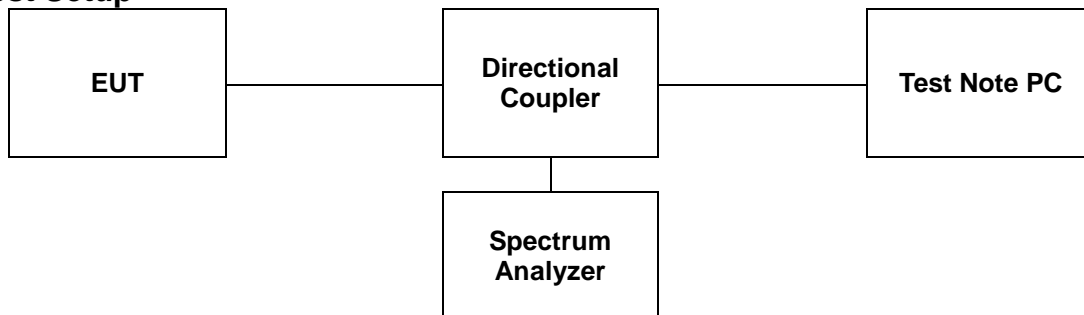 Setup
EUT
Directional
Coupler
Test Note PC
Spectrum
Analyzer